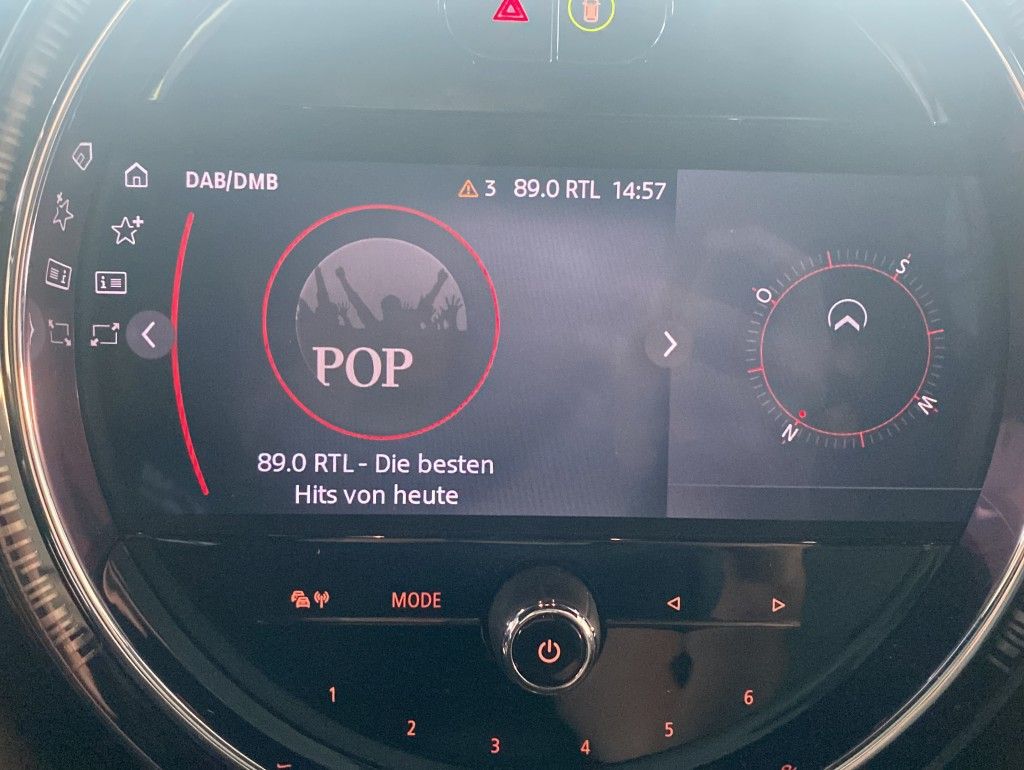 DAB/DMB
3 89.0 RTL 14:57
POP
89.0 RTL - Die besten
Hits von heute
S
O
W
N
MODE
1
2
3
4
5
6